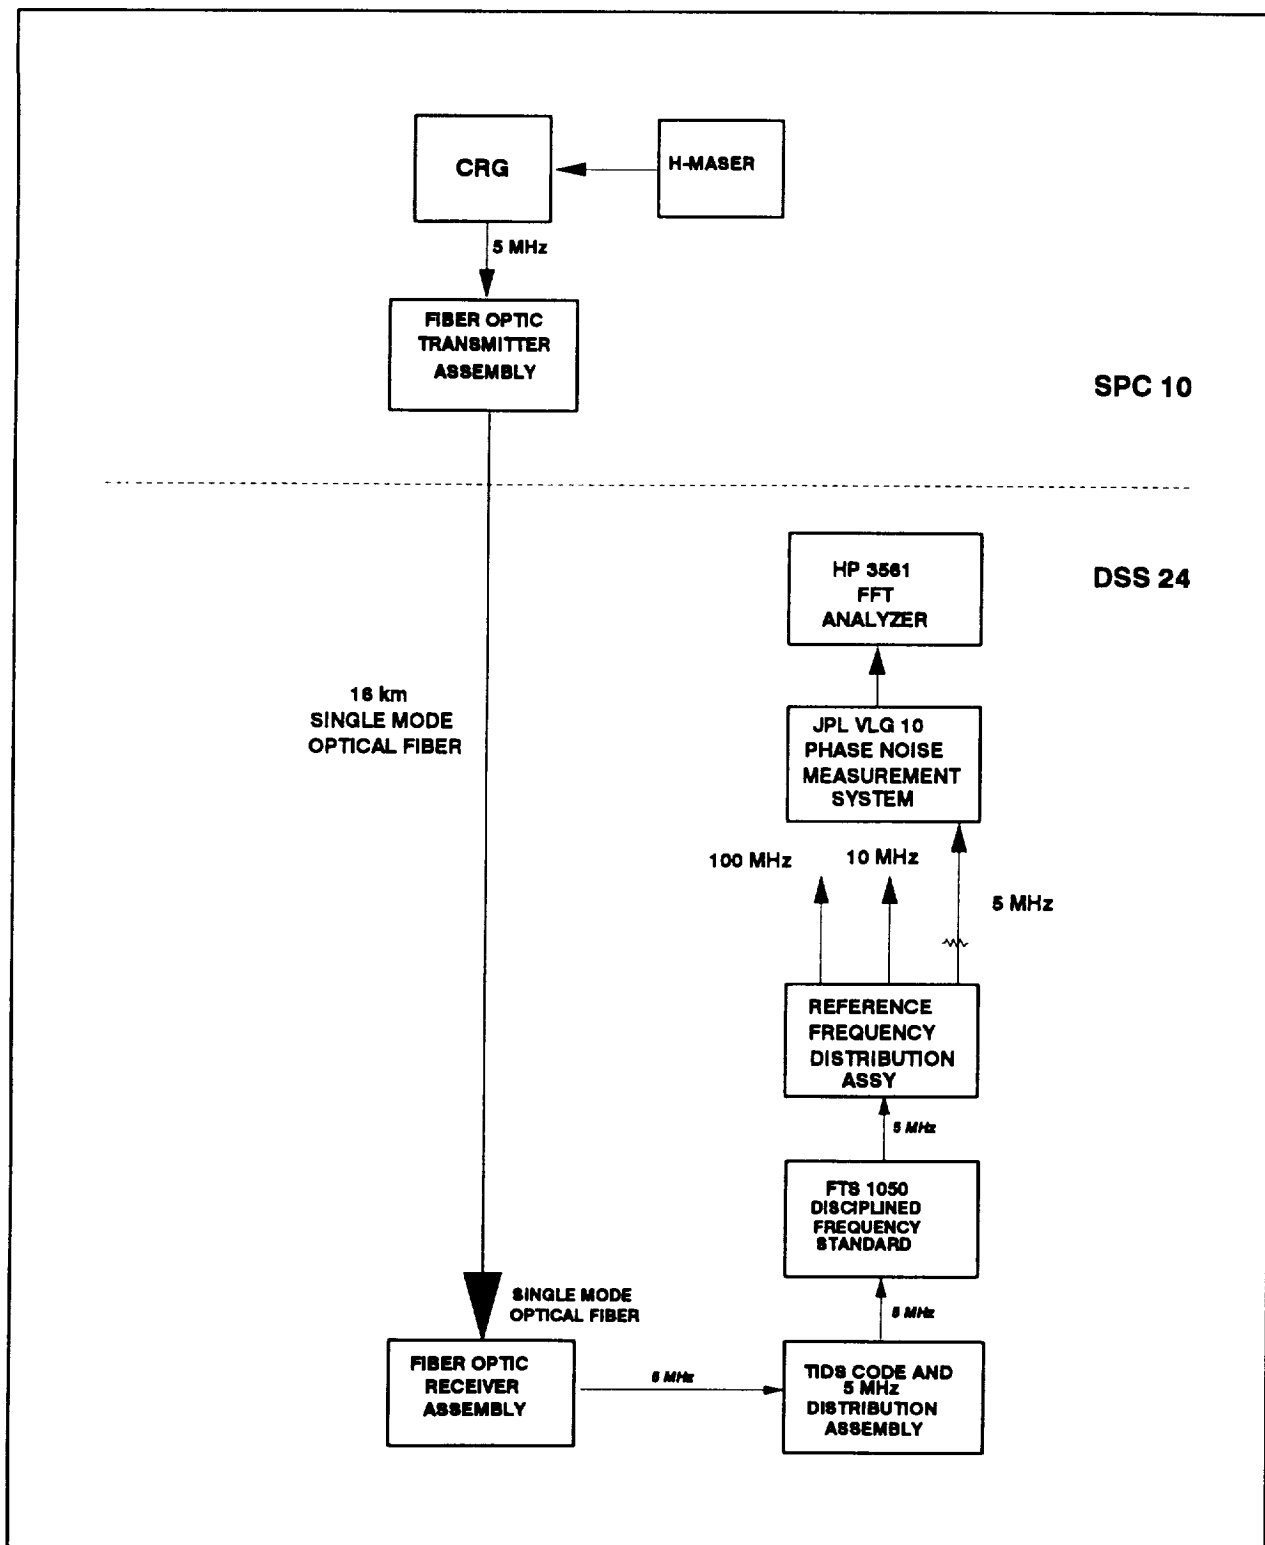 CRG
H-MASER
5 MHz
FIBER OPTIC
TRANSMITTER
ASSEMBLY
SPC 10
DSS 24
HP 3561
FFT
ANALYZER
16 km
SINGLE MODE
OPTICAL FIBER
JPL VLG 10
PHASE NOISE
MEASUREMENT
SYSTEM
100 MHz
10 MHz
5 MHz
REFERENCE
FREQUENCY
DISTRIBUTION
ASSY
5 MHz
FTS 1050
DISCIPLINED
FREQUENCY
STANDARD
5 MHz
SINGLE MODE
OPTICAL FIBER
FIBER OPTIC
RECEIVER
ASSEMBLY
5 MHz
TIDS CODE AND
5 MHz
DISTRIBUTION
ASSEMBLY